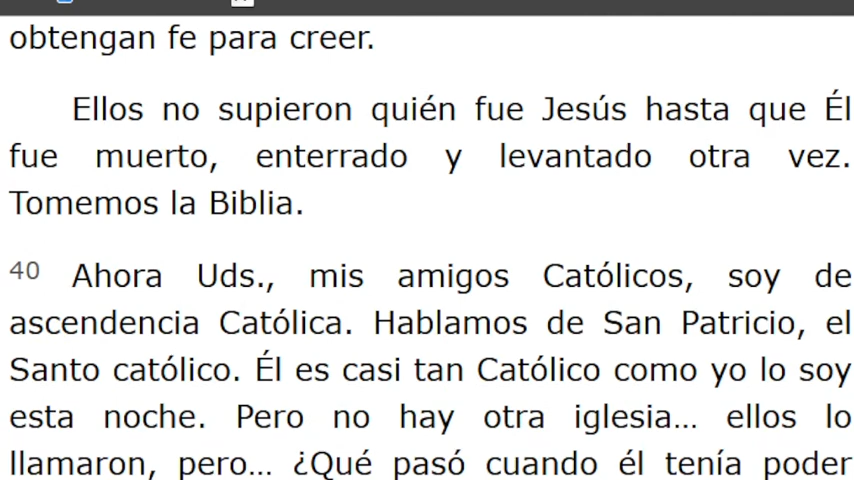 obtengan fe para creer.
Ellos no supieron quién fue Jesús hasta que Él
fue muerto, enterrado y levantado otra vez.
Tomemos la Biblia.
40 Ahora Uds., mis amigos Católicos, soy de
ascendencia Católica. Hablamos de San Patricio, el
Santo católico. Él es casi tan Católico como yo lo soy
esta noche. Pero no hay otra iglesia… ellos lo
llamaron, pero… ¿Qué pasó cuando él tenía poder